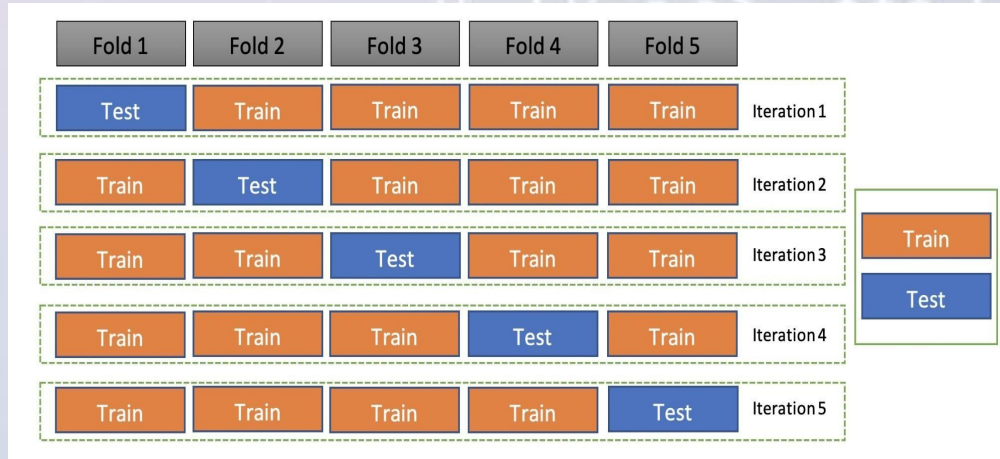 Fold 1 Fold 2 Fold 3 Fold 4 Fold 5
Test Train Train Train Train Iteration 1
Train Test Train Train Train Iteration 2
Train Train Test Train Train Iteration 3
Train Train Train Test Train Iteration 4
Train Train Train Train Test Iteration 5
Train
Test